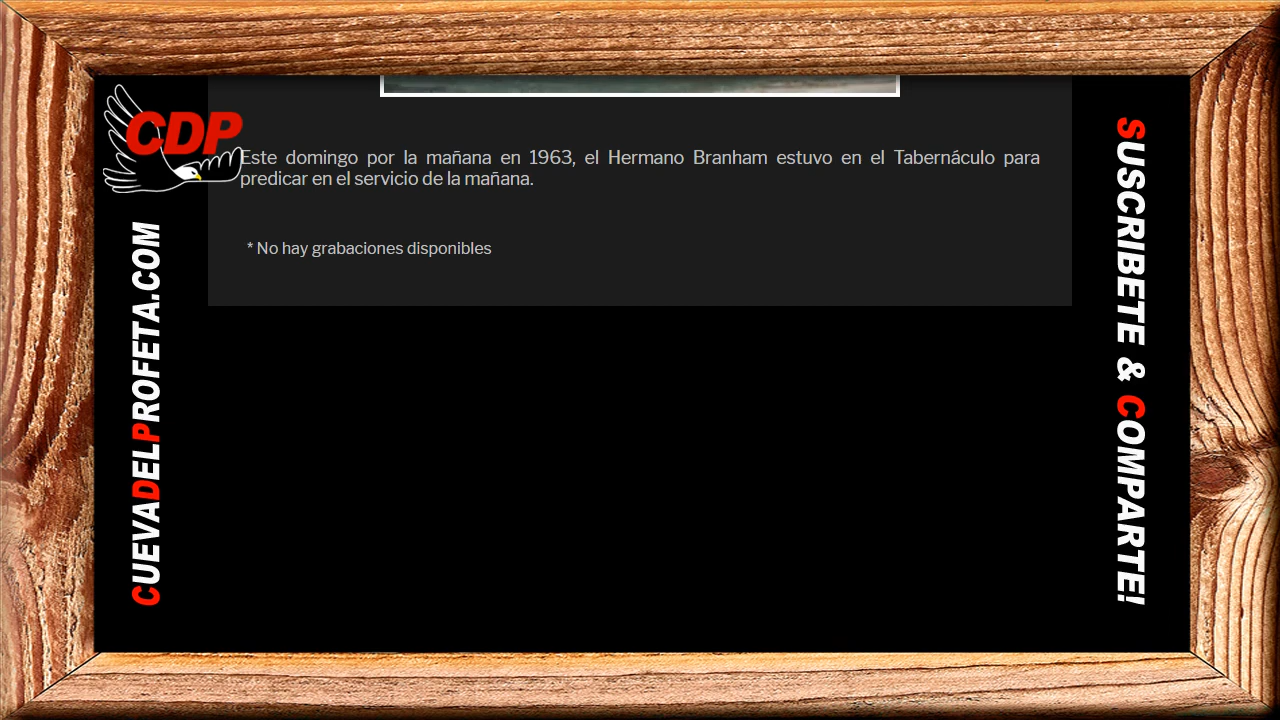 CDP
Este domingo por la mañana en 1963, el Hermano Branham estuvo en el Tabernáculo para
predicar en el servicio de la mañana.
* No hay grabaciones disponibles
CUEVADELPROFETA.COM
SUSCRIBETE & COMPARTE!